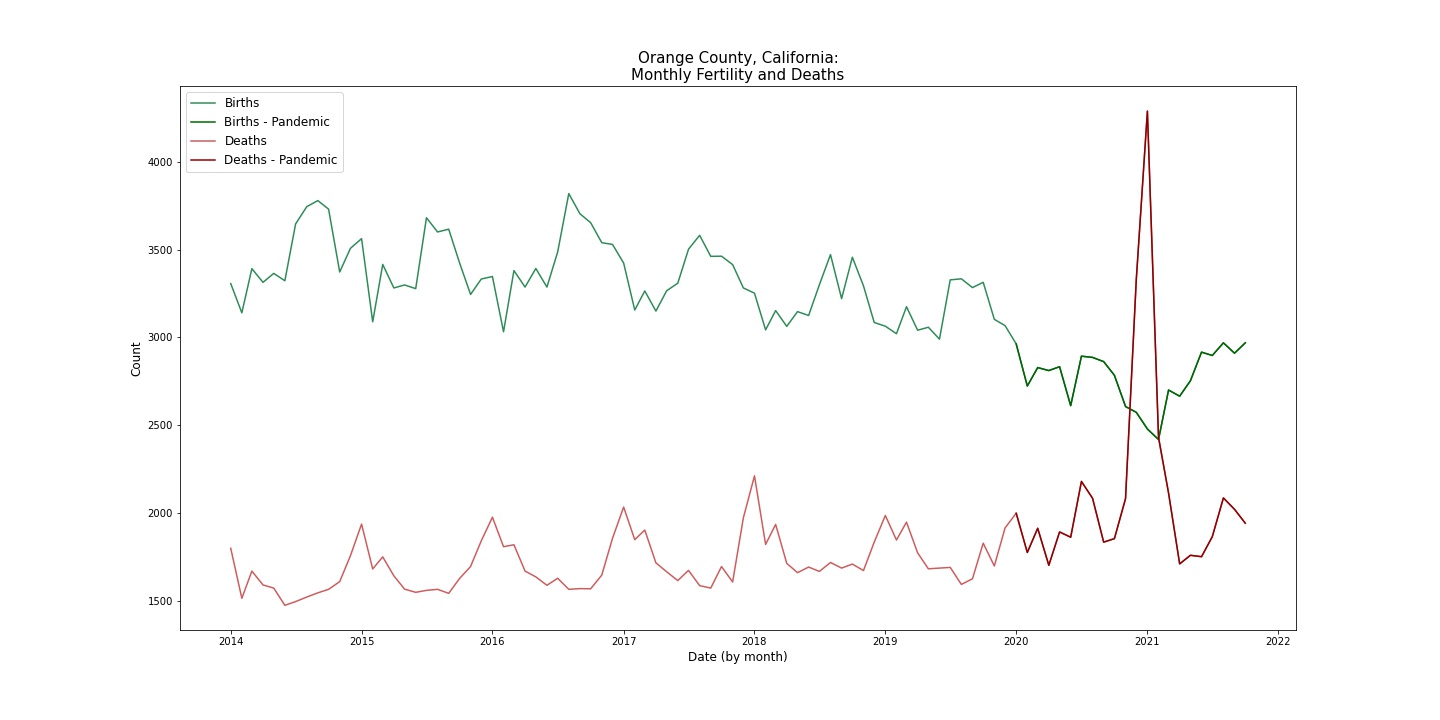 Orange County, California:
Monthly Fertility and Deaths
Births
Births - Pandemic
Deaths
Deaths - Pandemic
Count
4000
3500
3000
2500
2000
1500
2014 2015 2016 2017 2018 2019 2020 2021 2022
Date (by month)